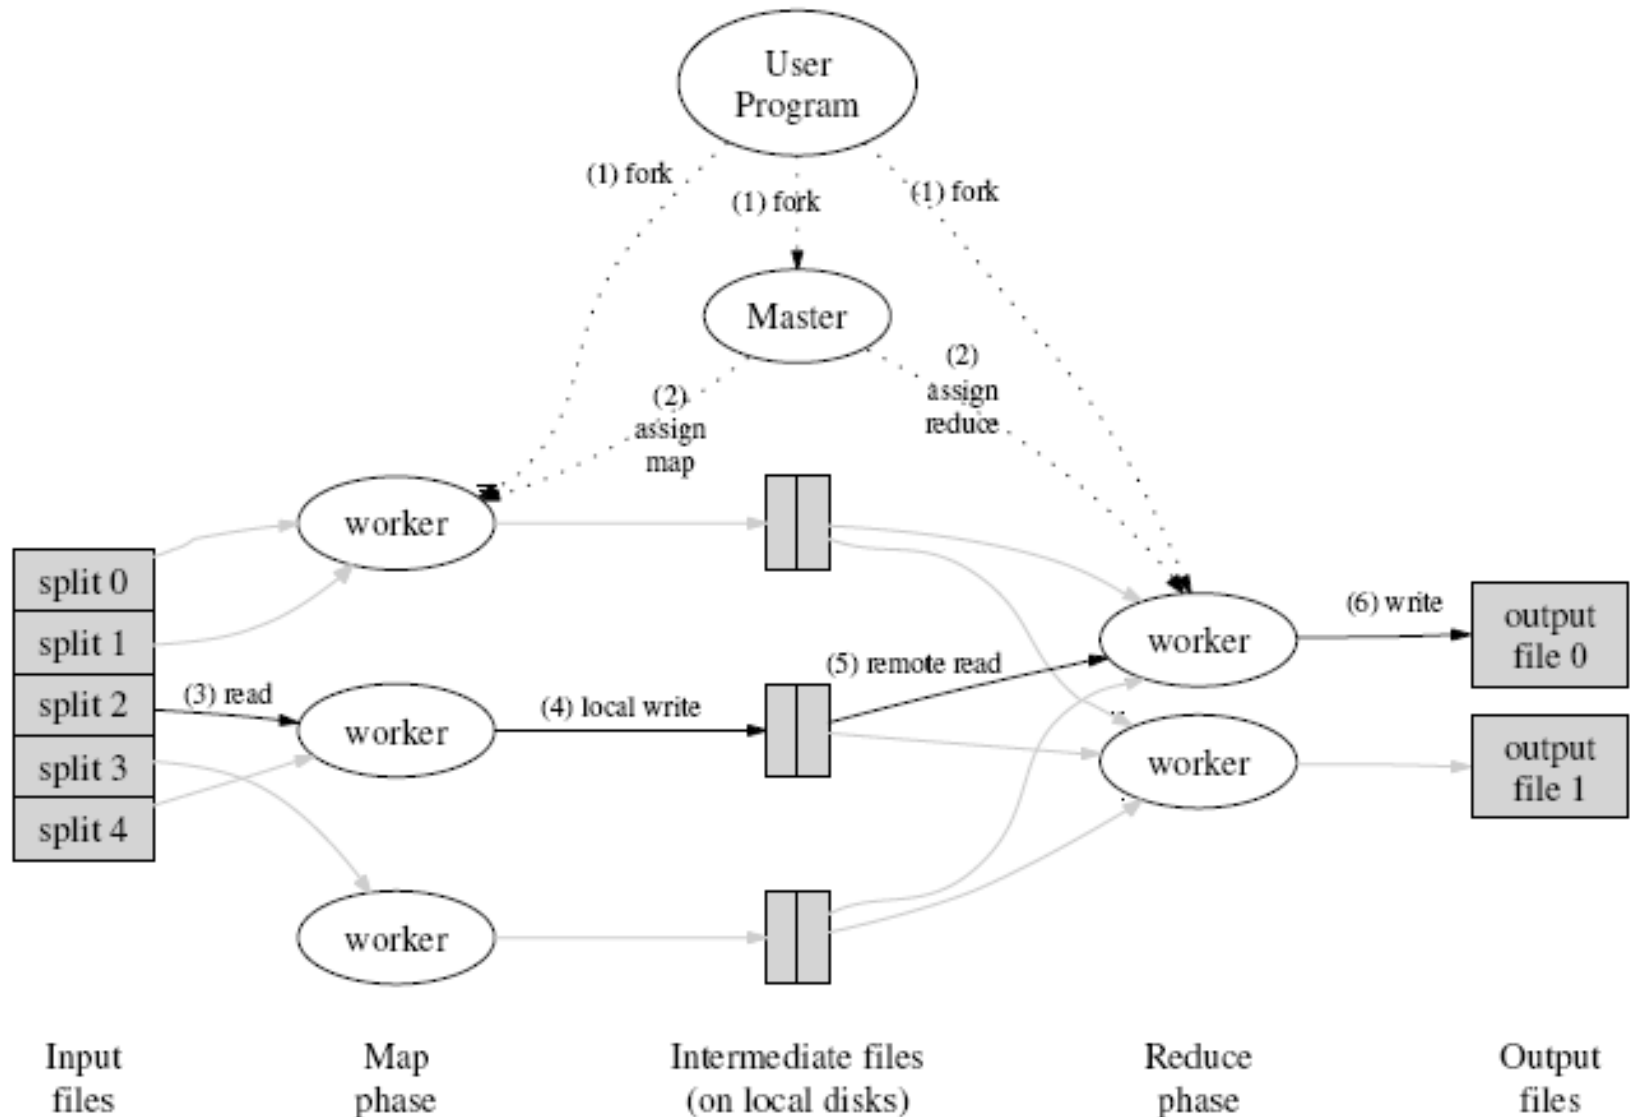 User
Program
(1) fork
(1) fork
(1) fork
Master
(2)
assign
map
(2)
assign
reduce
worker
split 0
split 1
split 2
split 3
split 4
(3) read
worker
(4) local write
(5) remote read
worker
(6) write
output
file 0
worker
output
file 1
worker
Input
files
Map
phase
Intermediate files
(on local disks)
Reduce
phase
Output
files